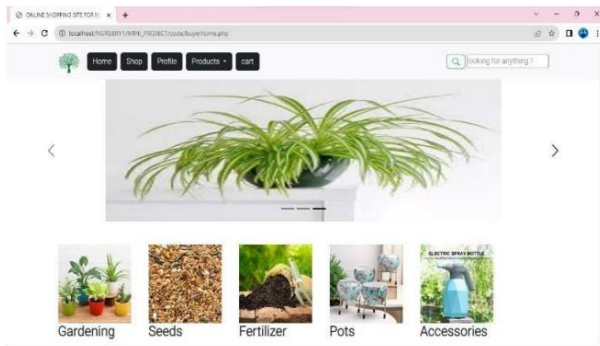 ONLINE SHOPPING SITE FOR N
localhost/NURSERY1/MINI_PROJECT/code/buyerhome.php
Home Shop Profile Products cart
looking for anything ?
ELECTRIC SPRAY BOTTLE
Gardening Seeds Fertilizer Pots Accessories